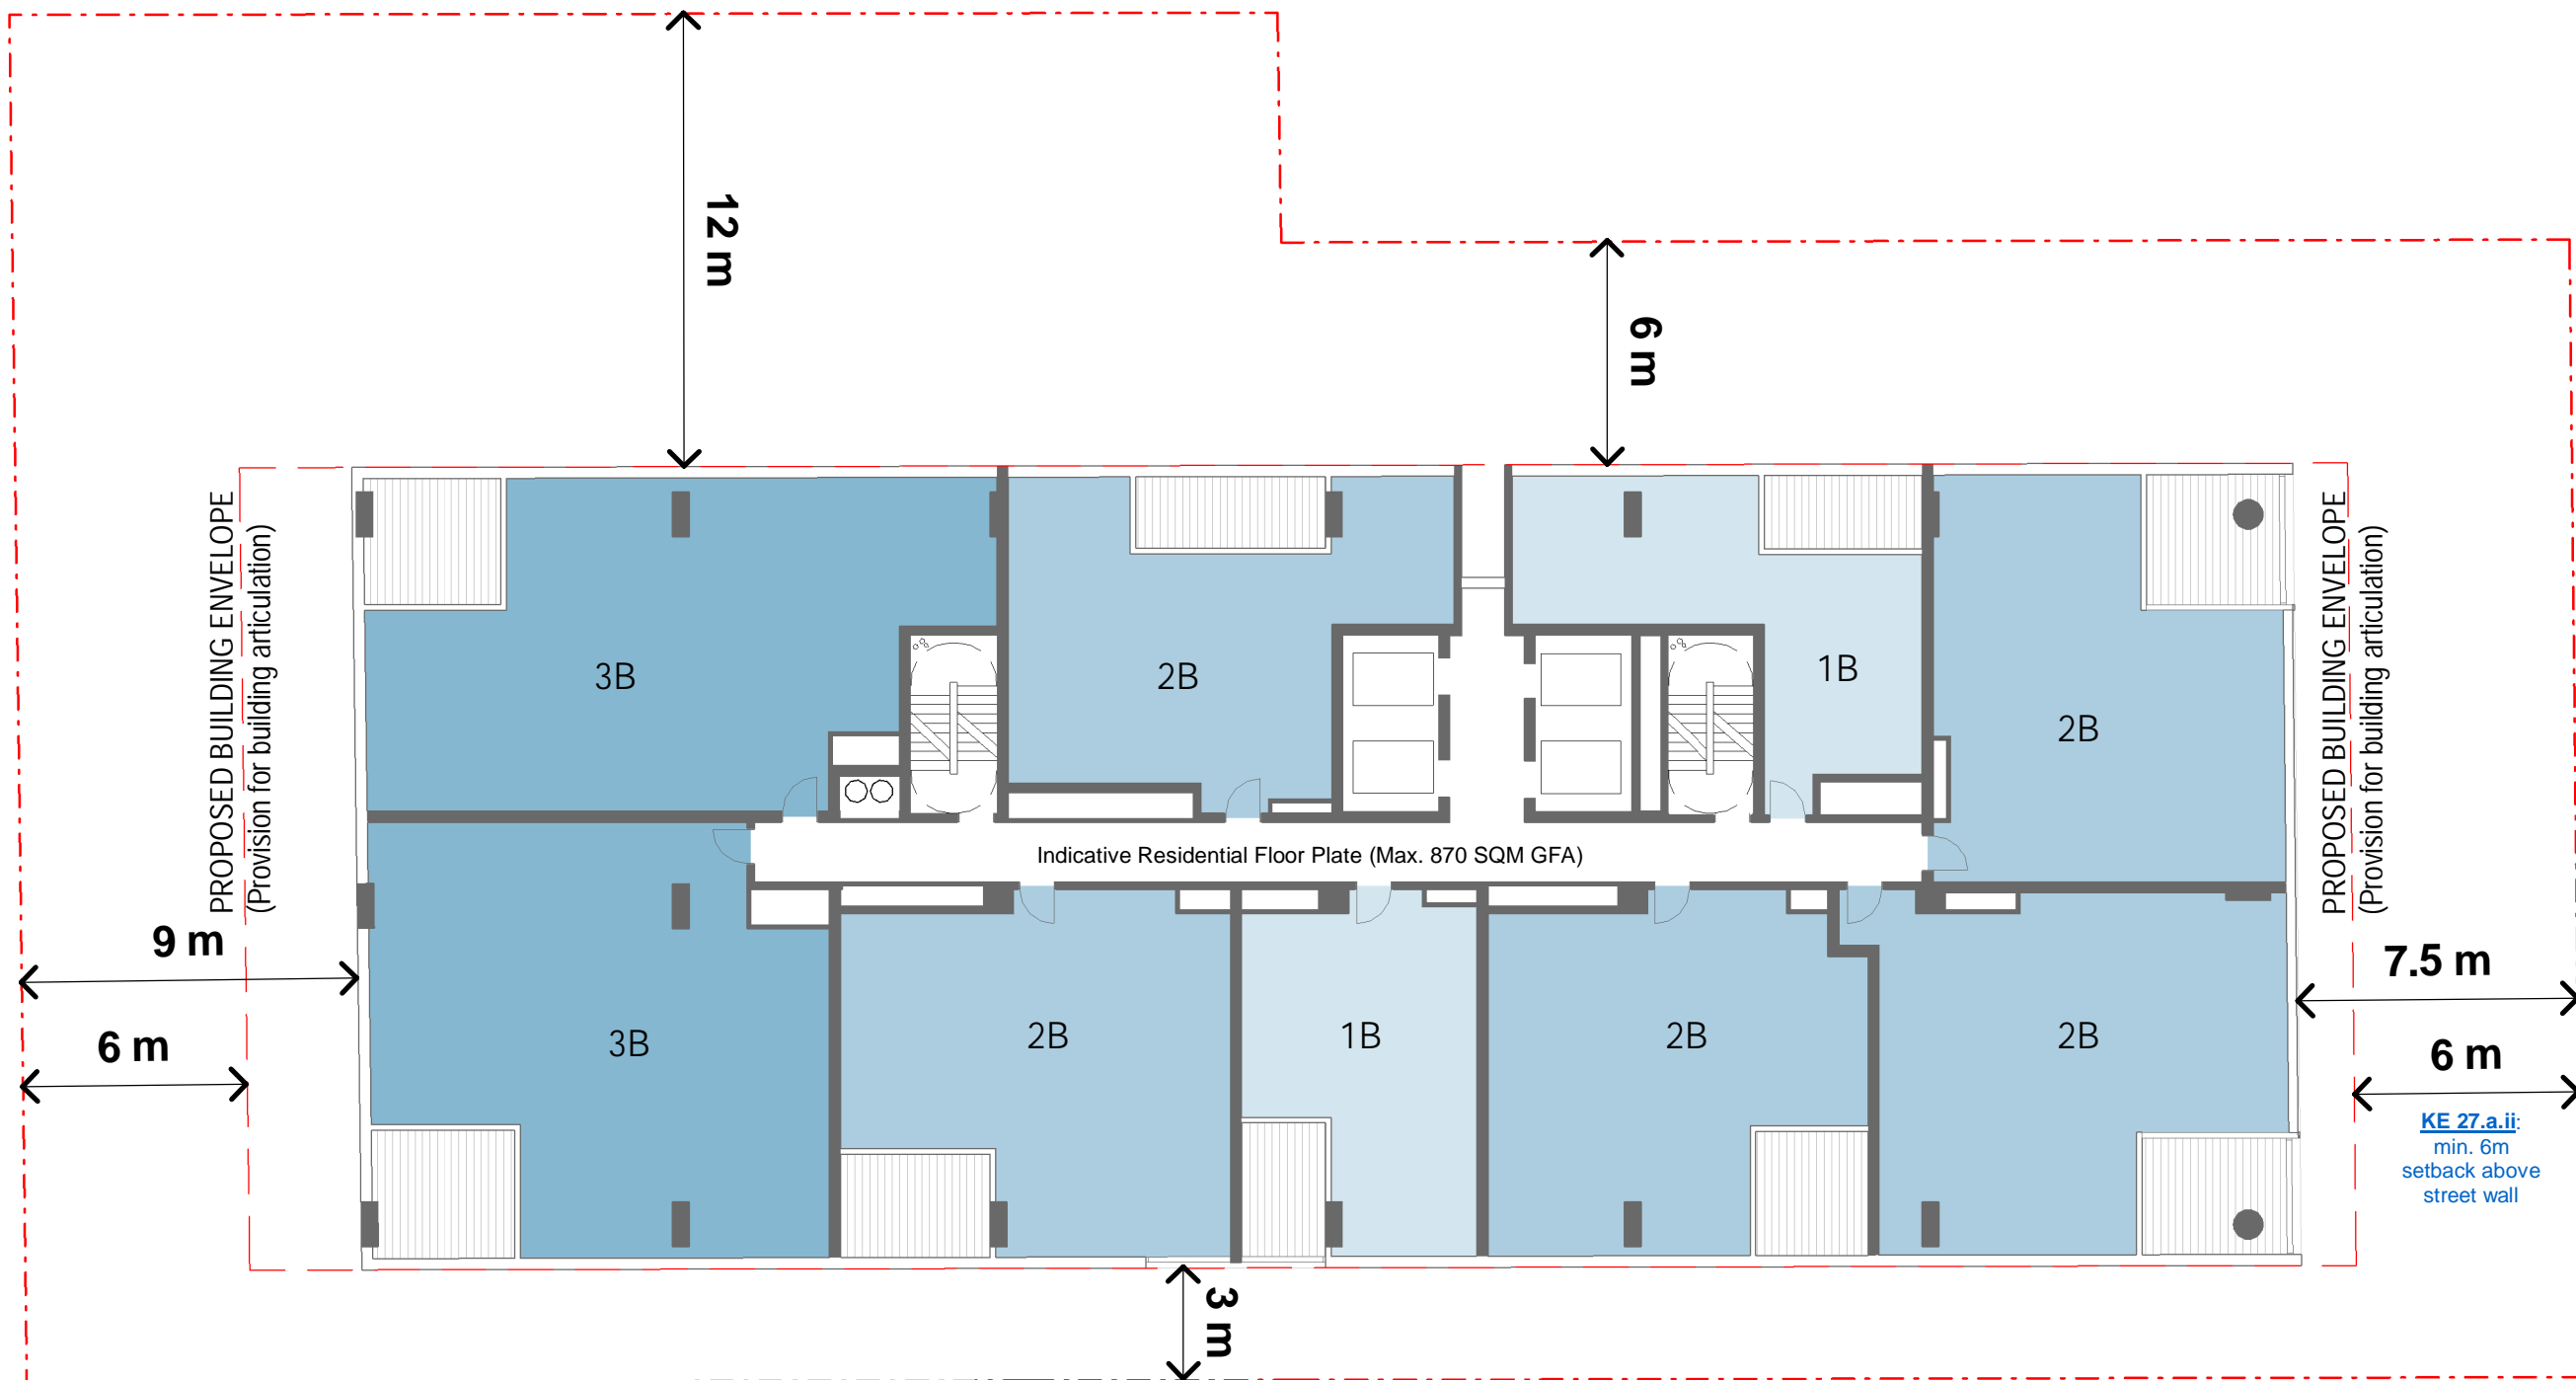 12 m
6 m
PROPOSED BUILDING ENVELOPE
(Provision for building articulation)
PROPOSED BUILDING ENVELOPE
(Provision for building articulation)
3B
2B
1B
2B
Indicative Residential Floor Plate (Max. 870 SQM GFA)
9 m
7.5 m
6 m
3B
2B
1B
2B
2B
6 m
KE 27.a.ii:
min. 6m
setback above
street wall
3 m